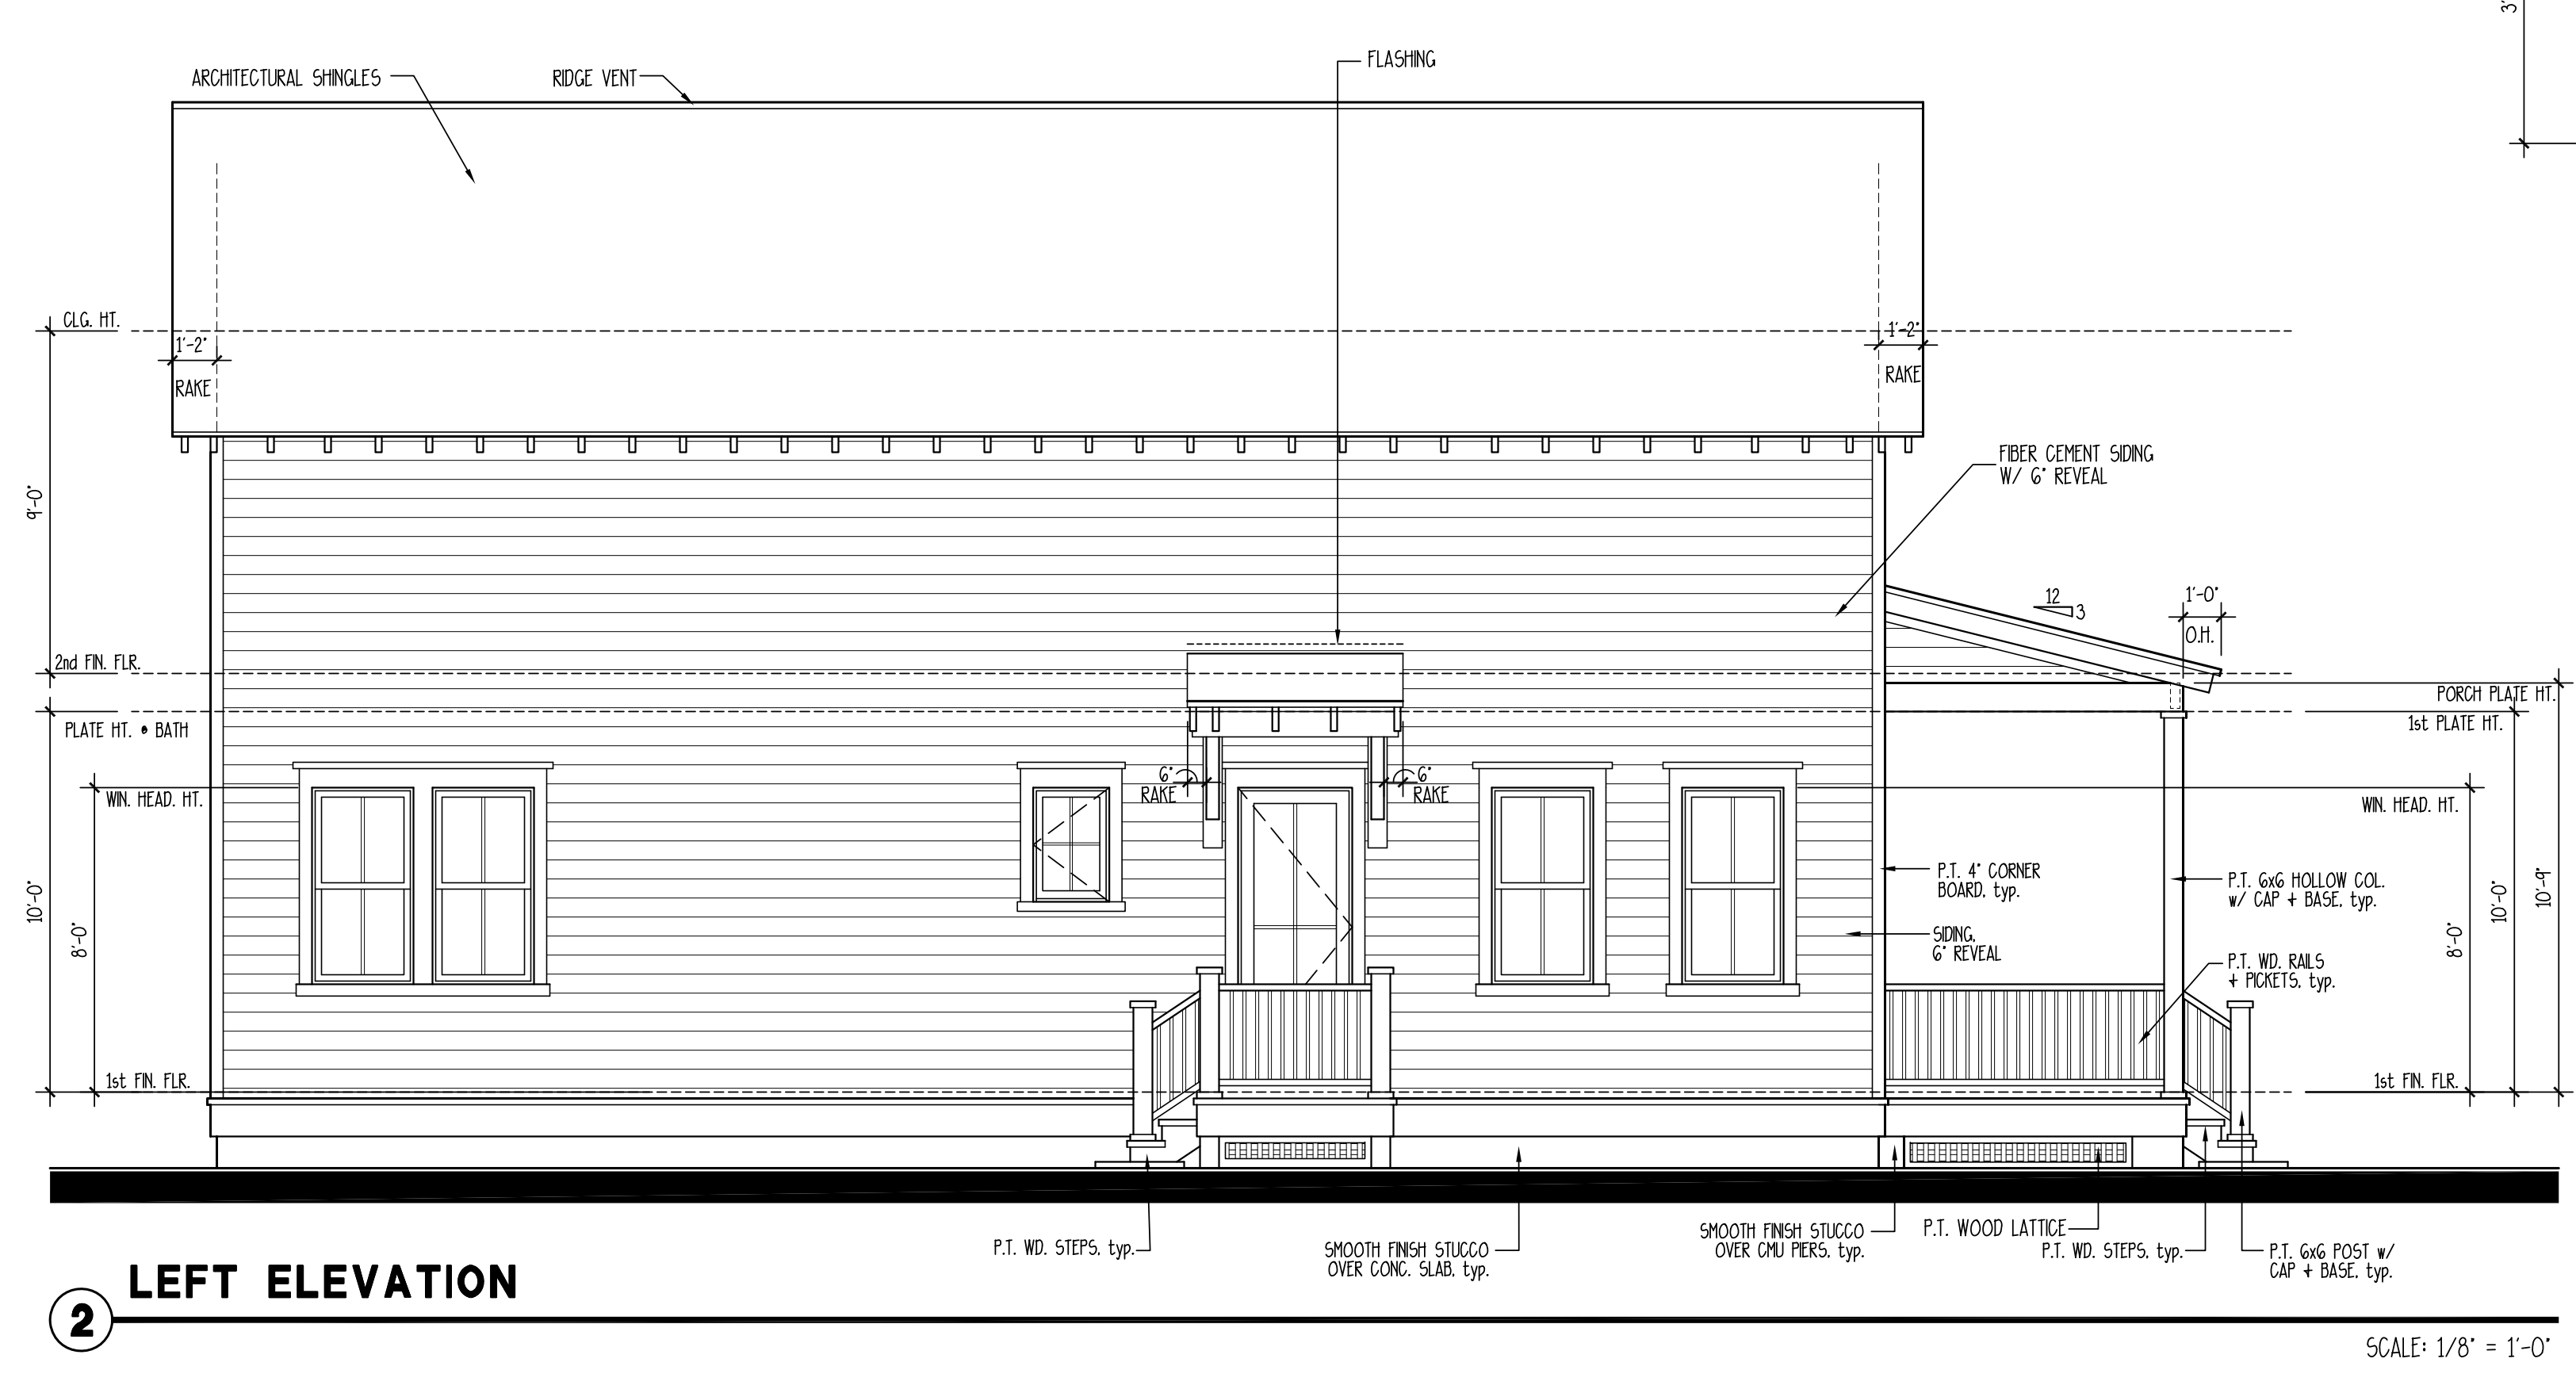 3'
FLASHING
ARCHITECTURAL SHINGLES
RIDGE VENT
CLG. HT.
1'-2"
RAKE
1'-2"
RAKE
9'-0"
FIBER CEMENT SIDING
W/ 6" REVEAL
12
3
1'-0"
O.H.
2nd FIN. FLR.
PORCH PLATE HT.
1st PLATE HT.
PLATE HT. @ BATH
6"
RAKE
6"
RAKE
WIN. HEAD. HT.
WIN. HEAD. HT.
10'-0"
8'-0"
P.T. 4" CORNER
BOARD, typ.
P.T. 6x6 HOLLOW COL.
w/ CAP + BASE, typ.
SIDING,
6" REVEAL
P.T. WD. RAILS
+ PICKETS, typ.
8'-0"
10'-0"
10'-9"
1st FIN. FLR.
1st FIN. FLR.
P.T. WD. STEPS, typ.
SMOOTH FINISH STUCCO
OVER CONC. SLAB, typ.
SMOOTH FINISH STUCCO
OVER CMU PIERS, typ.
P.T. WOOD LATTICE
P.T. WD. STEPS, typ.
P.T. 6x6 POST w/
CAP + BASE, typ.
LEFT ELEVATION
2
SCALE: 1/8" = 1'-0"